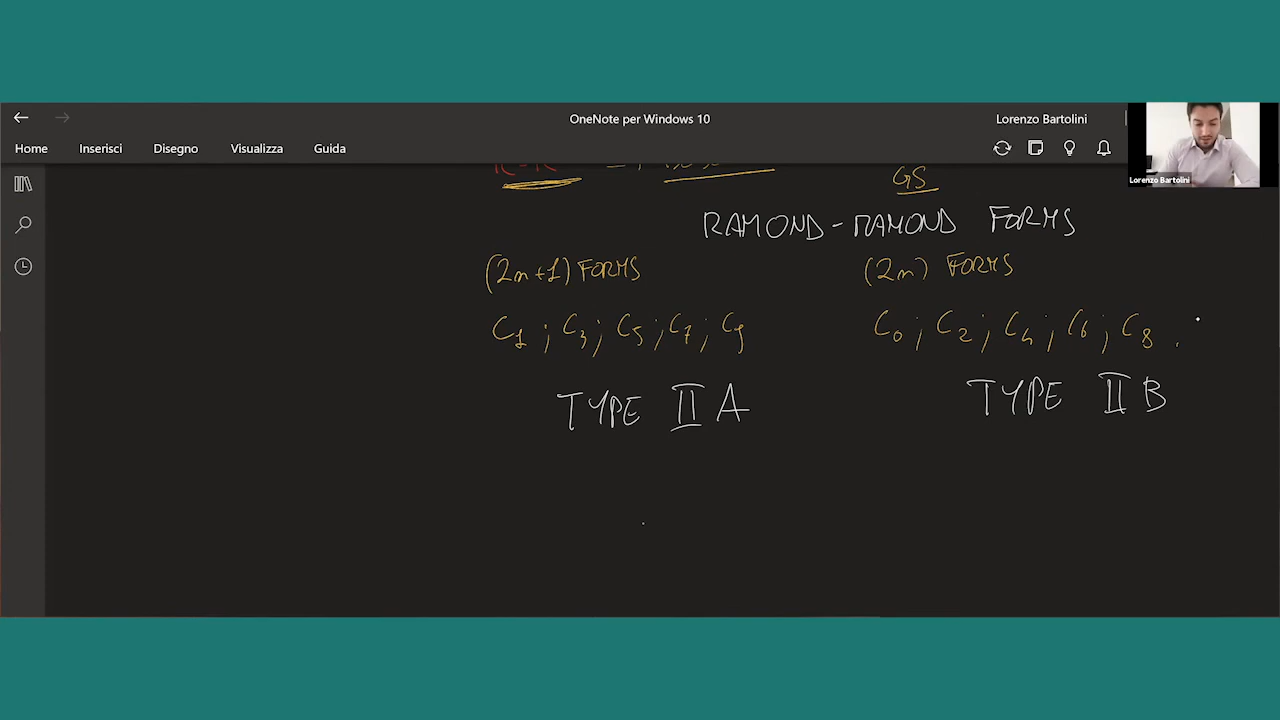 OneNote per Windows 10
Lorenzo Bartolini
Home Inserisci Disegno Visualizza Guida
Lorenzo Bartolini
GS
RAMOND-RAMOND FORMS
(2n+1) FORMS
(2n) FORMS
C1; C3; C5; C7; C9
C0; C2; C4; C6; C8;
TYPE II A
TYPE II B